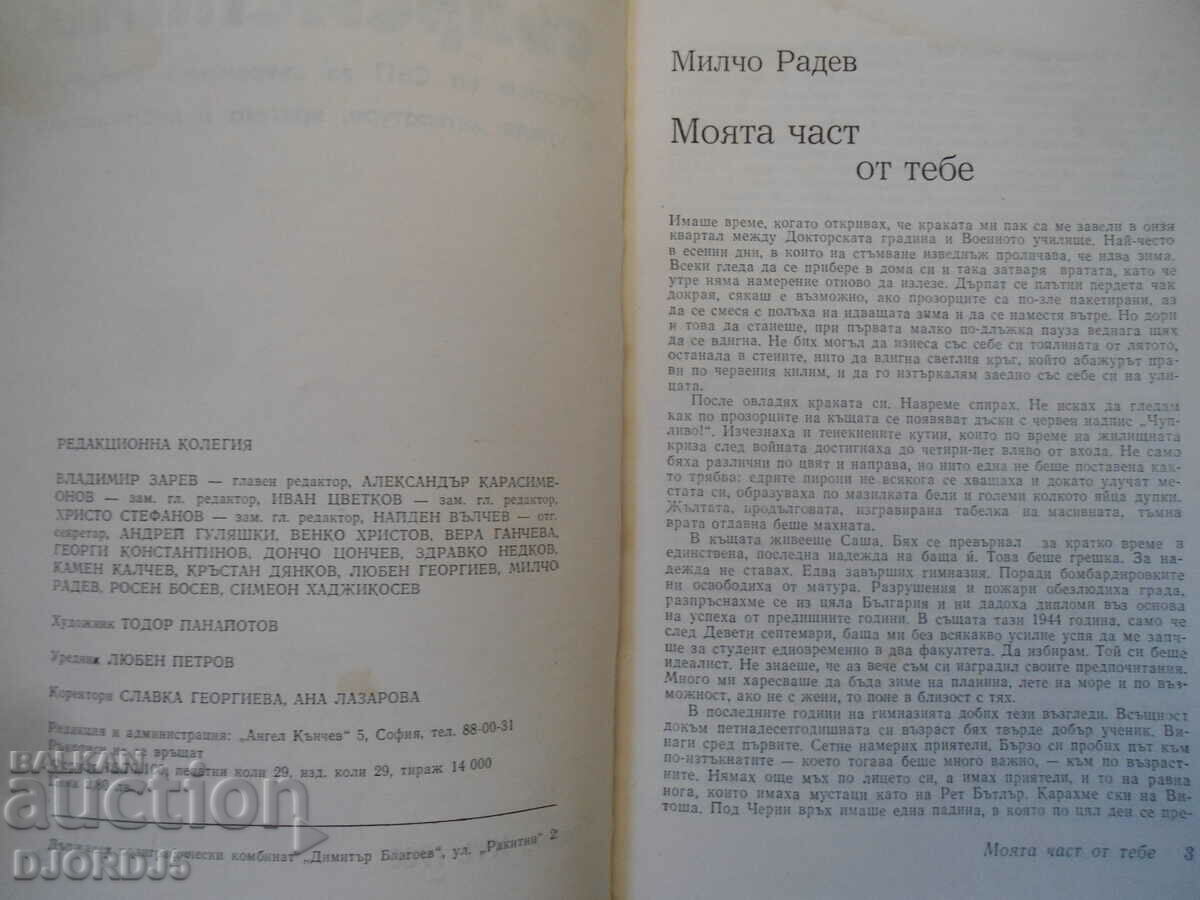 РЕДАКЦИОННА КОЛЕГИЯ
ВЛАДИМИР ЗАРЕВ — главен редактор, АЛЕКСАНДЪР КАРАСИМЕ-
ОНОВ — зам. гл. редактор, ИВАН ЦВЕТКОВ — зам. гл. редактор,
ХРИСТО СТЕФАНОВ — зам. гл. редактор, НАЙДЕН ВЪЛЧЕВ — отг.
секретар, АНДРЕЙ ГУЛЯШКИ, ВЕНКО ХРИСТОВ, ВЕРА ГАНЧЕВА,
ГЕОРГИ КОНСТАНТИНОВ, ДОНЧО ЦОНЧЕВ, ЗДРАВКО НЕДКОВ,
КАМЕН КАЛЧЕВ, КРЪСТАН ДЯНКОВ, ЛЮБЕН ГЕОРГИЕВ, МИЛЧО
РАДЕВ, РОСЕН БОСЕВ, СИМЕОН ХАДЖИКОСЕВ
Художник ТОДОР ПАНАЙОТОВ
Уредник ЛЮБЕН ПЕТРОВ
Коректори СЛАВКА ГЕОРГИЕВА, АНА ЛАЗАРОВА
Редакция и администрация: „Ангел Кънчев“ 5, София, тел. 88-00-31
се връщат
печатни коли 29, изд. коли 29, тираж 14 000
BALKAN
auction
Държавен полиграфически комбинат „Димитър Благоев“, ул. „Ракитин“ 2
DJORDJ5
Милчо Радев
Моята част
от тебе
Имаше време, когато откривах, че краката ми пак са ме завели в онзи
квартал между Докторската градина и Военното училище. Най-често
в есенни дни, в които на стъмване изведнъж проличава, че идва зима.
Всеки гледа да се прибере в дома си и така затваря вратата, като че
утре няма намерение отново да излезе. Дърпат се плътни пердета чак
докрая, сякаш е възможно, ако прозорците са по-зле пакетирани, аз
да се смеся с полъха на идващата зима и да се наместя вътре. Но дори
и това да станеше, при първата малко по-длъжка пауза веднага щях
да се вдигна. Не бих могъл да изнеса със себе си топлината от лятото,
останала в стените, нито да вдигна светлия кръг, който абажурът пра-
ви по червения килим, и да го изтъркалям заедно със себе си на ули-
цата.
После овладях краката си. Навреме спирах. Не исках да гледам
как по прозорците на къщата се появяват дъски с червен надпис „Чуп-
ливо!“. Изчезнаха и тенекиените кутии, които по време на жилищната
криза след войната достигнаха до четири-пет вляво от входа. Не само
бяха различни по цвят и направа, но нито една не беше поставена как-
то трябва: едрите пирони не всякога се хващаха и докато улучат ме-
стата си, образуваха по мазилката бели и големи колкото яйца дупки.
Жълтата, продълговата, изгравирана табелка на масивната, тъмна
врата отдавна беше махната.
В къщата живееше Саша. Бях се превърнал за кратко време в
единствена, последна надежда на баща ѝ. Това беше грешка. За на-
дежда не ставах. Едва завърших гимназия. Поради бомбардировките
ни освободиха от матура. Разрушения и пожари обезлюдиха града,
разпръснахме се из цяла България и ни дадоха дипломи въз основа
на успеха от предишните години. В същата тази 1944 година, само че
след Девети септември, баща ми без всякакво усилие успя да ме запи-
ше за студент едновременно в два факултета. Да избирам. Той си беше
идеалист. Не знаеше, че аз вече съм си изградил своите предпочитания.
Много ми харесваше да бъда зиме на планина, лете на море и по въз-
можност, ако не с жени, то поне в близост с тях.
В последните години на гимназията добих тези възгледи. Всъщност
докъм петнадесетгодишната си възраст бях твърде добър ученик. Ви-
наги сред първите. Сетне намерих приятели. Бързо си пробих път към
по-изтъкнатите — което тогава беше много важно, — към по-възраст-
ните. Нямах още мъх по лицето си, а имах приятели, и то на равна
нога, които имаха мустаци като на Рет Бътлър. Карахме ски на Ви-
тоша. Под Черни връх имаше една падина, в която по цял ден се пре-
Моята част от тебе 3